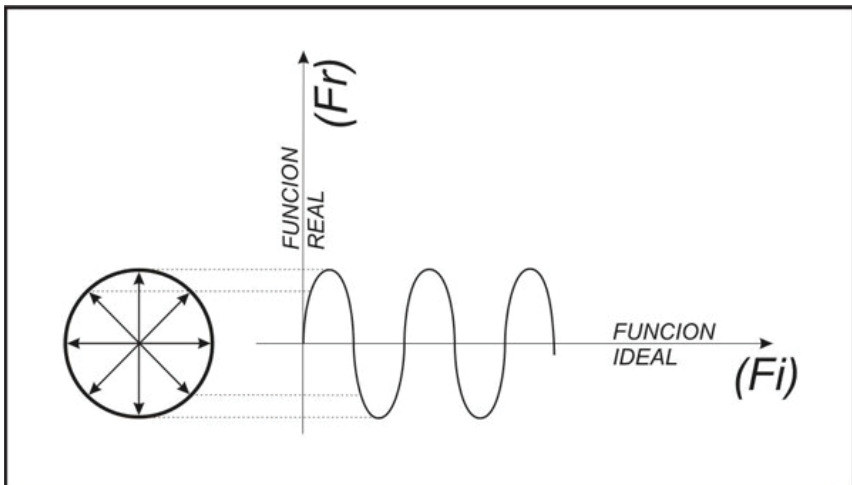 (Fr)
FUNCION
REAL
FUNCION
IDEAL
(Fi)